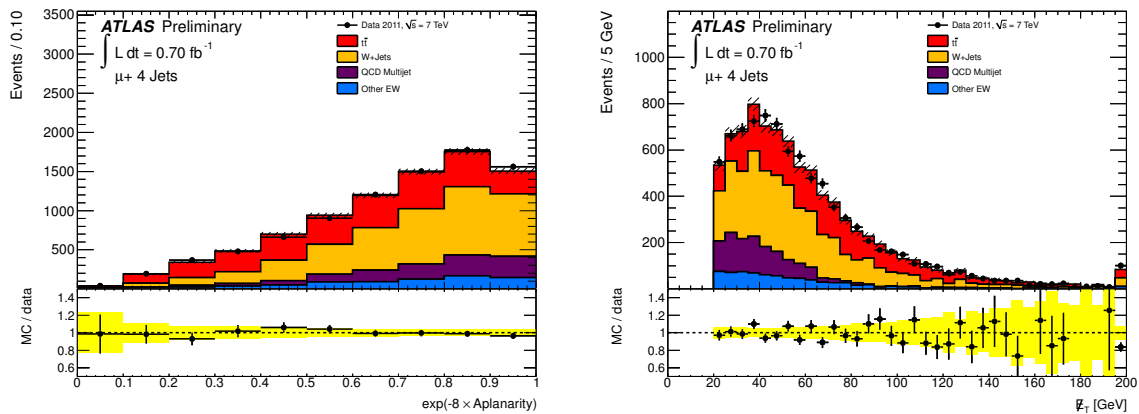 ATLAS Preliminary
∫ L dt = 0.70 fb⁻¹
μ+ 4 Jets
Data 2011, √s = 7 TeV
tt̄
W+Jets
QCD Multijet
Other EW
Events / 0.10
3500
3000
2500
2000
1500
1000
500
MC / data
1.4
1.2
1
0.8
0.6
0 0.1 0.2 0.3 0.4 0.5 0.6 0.7 0.8 0.9 1
exp(-8 × Aplanarity)
ATLAS Preliminary
∫ L dt = 0.70 fb⁻¹
μ+ 4 Jets
Data 2011, √s = 7 TeV
tt̄
W+Jets
QCD Multijet
Other EW
Events / 5 GeV
1000
800
600
400
200
MC / data
1.4
1.2
1
0.8
0.6
0 20 40 60 80 100 120 140 160 180 200
E̸_T [GeV]